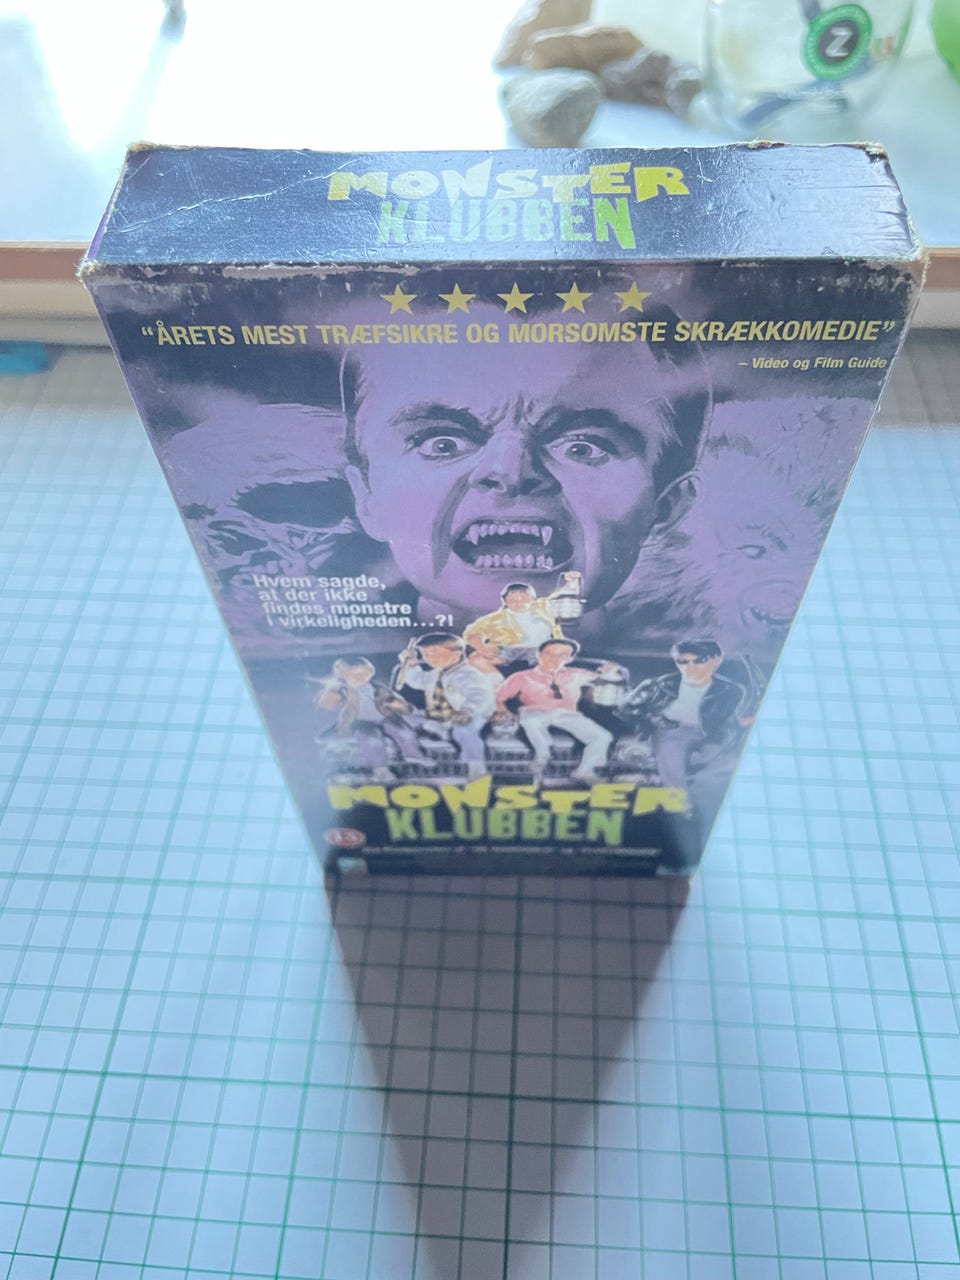 Z
MONSTER
KLUBBEN
“ÅRETS MEST TRÆFSIKRE OG MORSOMSTE SKRÆKKOMEDIE”
– Video og Film Guide
Hvem sagde,
at der ikke
findes monstre
i virkeligheden...?!
MONSTER
KLUBBEN
15